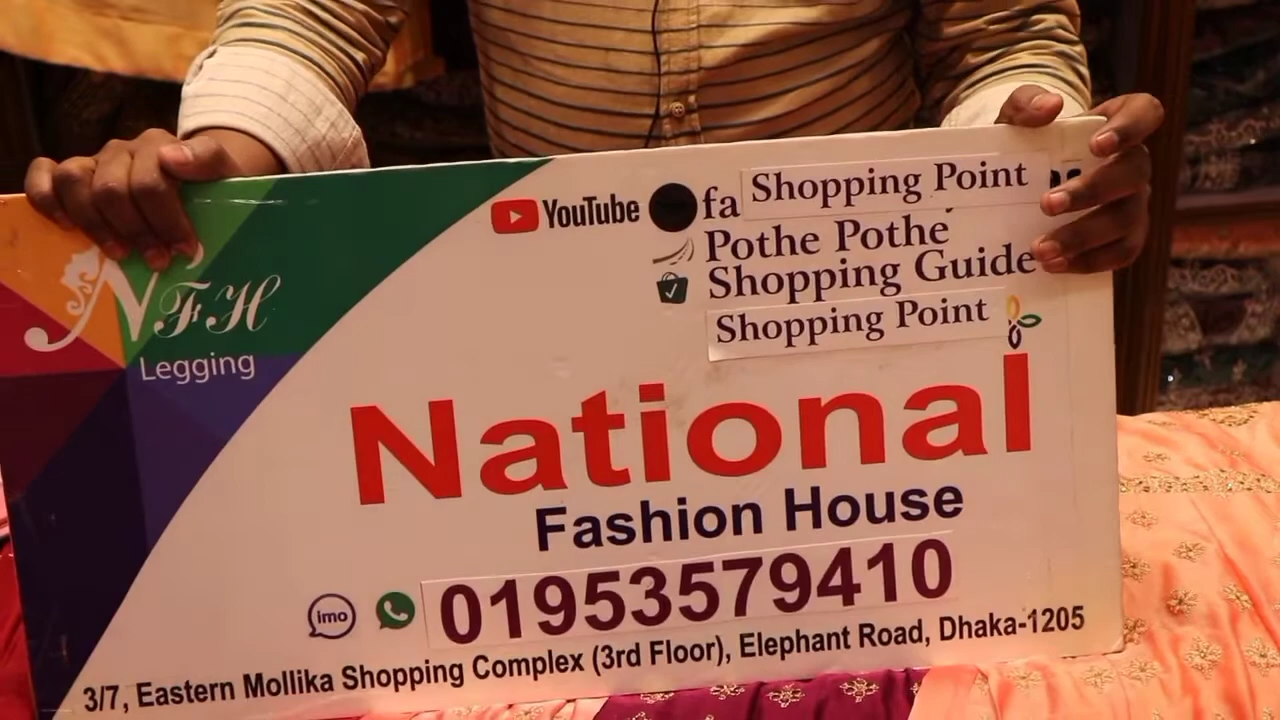 YouTube fa Shopping Point
Pothe Pothe
Shopping Guide
Shopping Point
NFH
Legging
National
Fashion House
imo 01953579410
3/7, Eastern Mollika Shopping Complex (3rd Floor), Elephant Road, Dhaka-1205